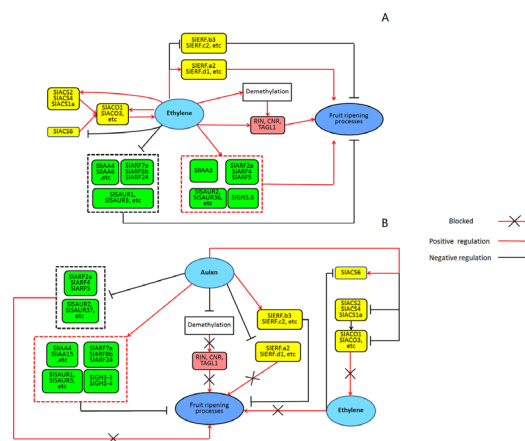 A
SlERF.b3
SlERF.c2, etc
SlERF.a2
SlERF.d1, etc
SlACS2
SlACS4
SlACS1a
SlACO1
SlACO3,
etc
Ethylene
Demethylation
RIN, CNR,
TAGL1
Fruit ripening
processes
SlACS6
SlIAA4
SlIAA6
,etc
SlARF7a
SlARF8b
SlARF24
SlSAUR1,
SlSAUR3, etc
SlIAA3
SlARF2a
SlARF4
SlARF5
SlSAUR2,
SlSAUR36,
etc
SlGH3.8
Blocked
Positive regulation
Negative regulation
B
SlARF2a
SlARF4
SlARF5
SlSAUR2,
SlSAUR37,
etc
Auixn
SlACS6
SlACS2
SlACS4
SlACS1a
SlACO1
SlACO3,
etc
SlERF.b3
SlERF.c2, etc
Demethylation
SlERF.a2
SlERF.d1, etc
RIN, CNR,
TAGL1
SlIAA4
SlIAA15
,etc
SlARF7a
SlARF8b
SlARF24
SlSAUR1,
SlSAUR3,
etc
SlGH3-3
SlGH3-4
Fruit ripening
processes
Ethylene